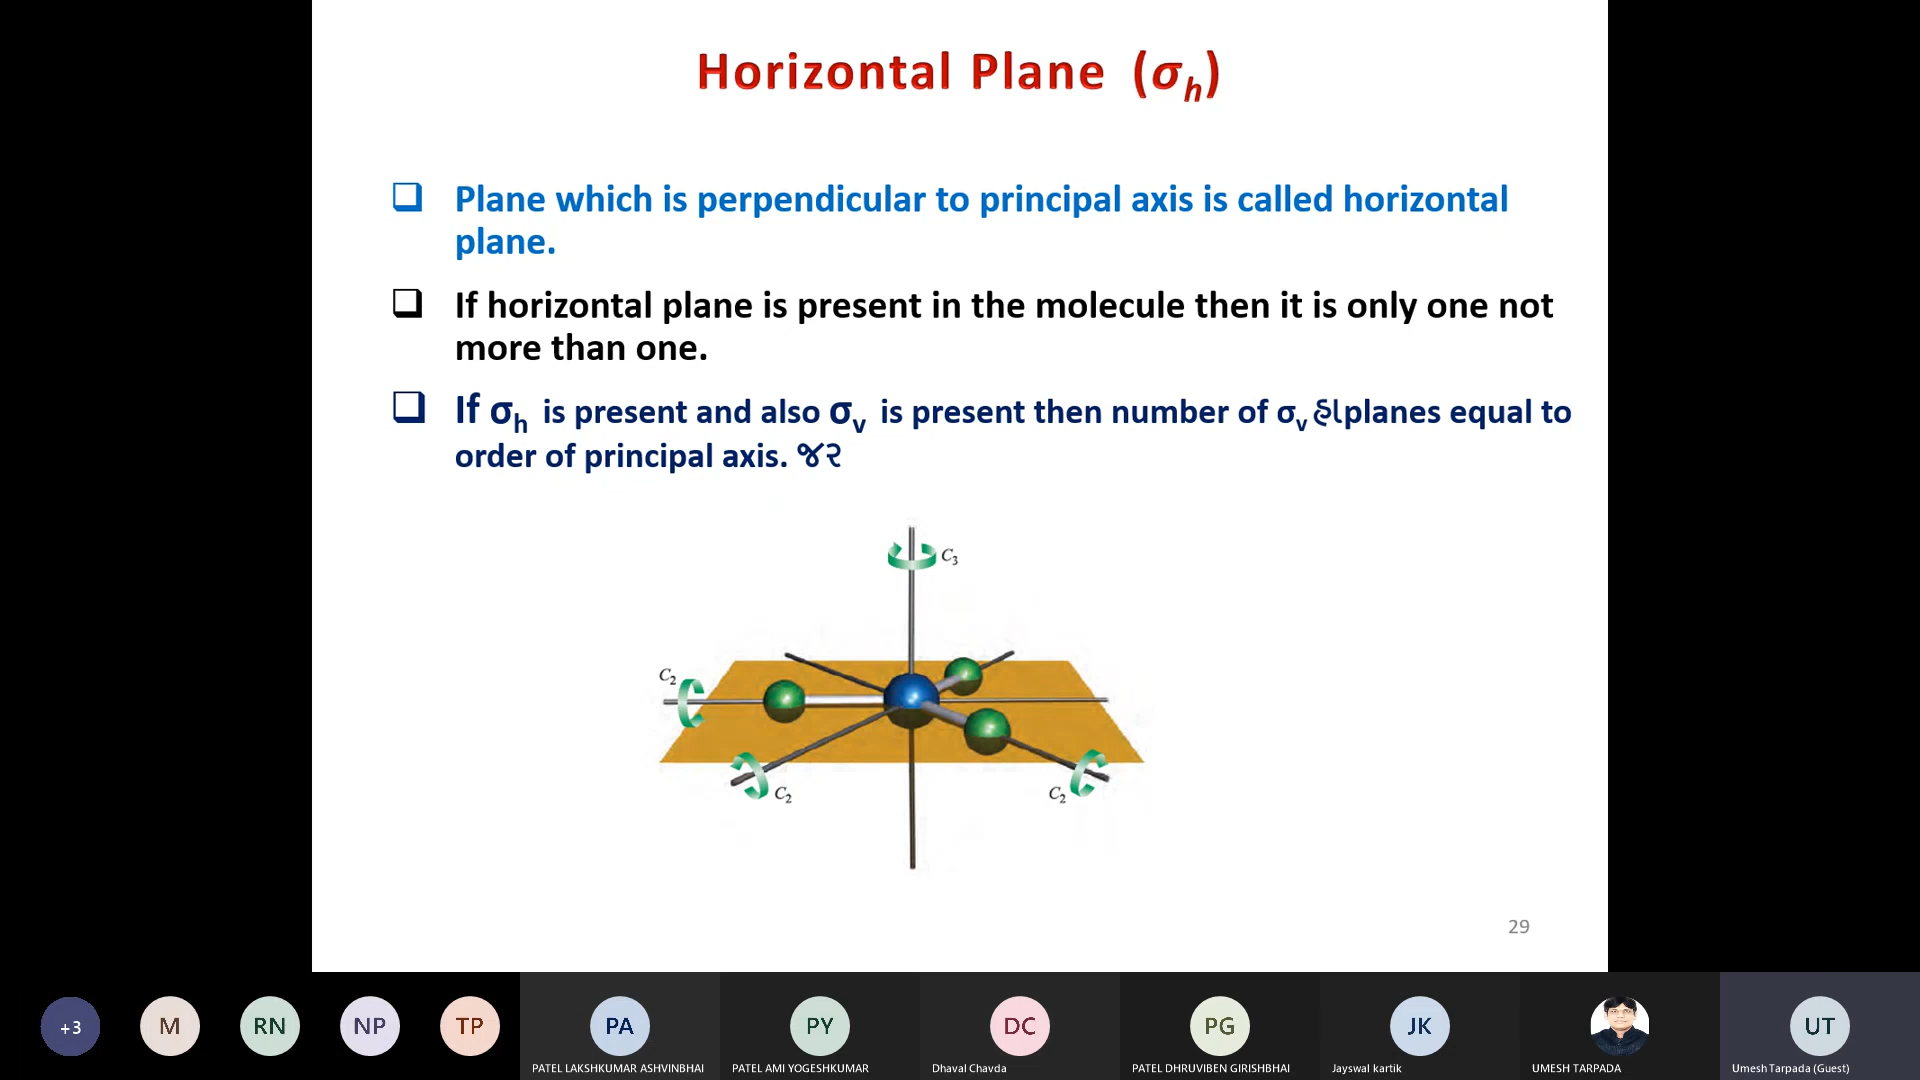 Horizontal Plane (σh)
❑ Plane which is perpendicular to principal axis is called horizontal
plane.
❑ If horizontal plane is present in the molecule then it is only one not
more than one.
❑ If σh is present and also σv is present then number of σv હાplanes equal to
order of principal axis. જર
C3
C2
C2
C2
29
+3
M
RN
NP
TP
PA
PY
DC
PG
JK
UT
PATEL LAKSHKUMAR ASHVINBHAI
PATEL AMI YOGESHKUMAR
Dhaval Chavda
PATEL DHRUVIBEN GIRISHBHAI
Jayswal kartik
UMESH TARPADA
Umesh Tarpada (Guest)